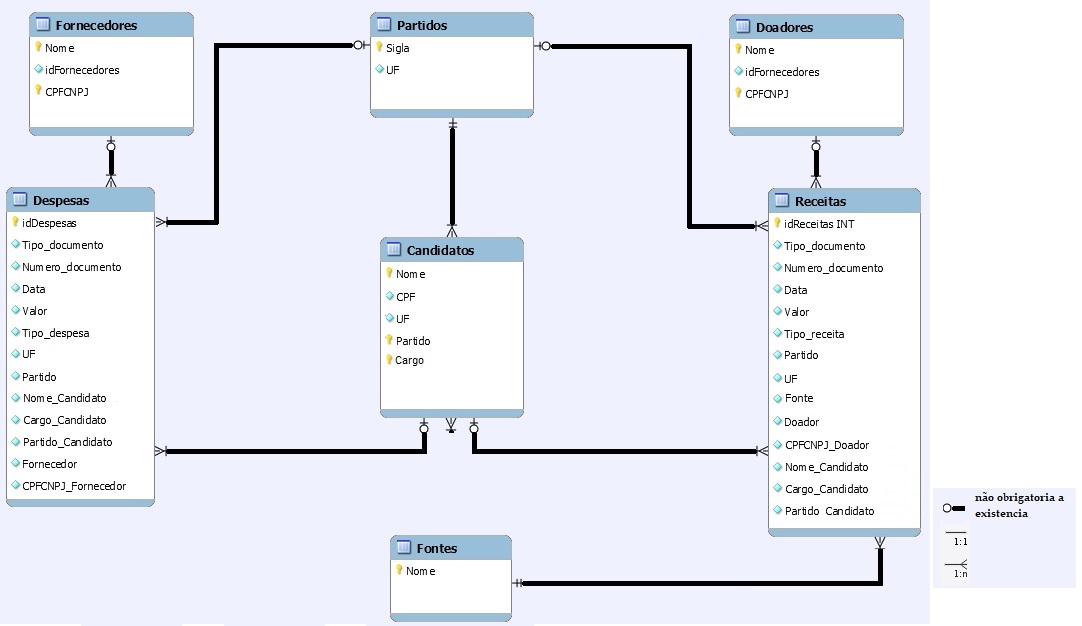 Fornecedores
Nome
idFornecedores
CPFCNPJ
Partidos
Sigla
UF
Doadores
Nome
idFornecedores
CPFCNPJ
Despesas
idDespesas
Tipo_documento
Numero_documento
Data
Valor
Tipo_despesa
UF
Partido
Nome_Candidato
Cargo_Candidato
Partido_Candidato
Fornecedor
CPFCNPJ_Fornecedor
Candidatos
Nome
CPF
UF
Partido
Cargo
Receitas
idReceitas INT
Tipo_documento
Numero_documento
Data
Valor
Tipo_receita
Partido
UF
Fonte
Doador
CPFCNPJ_Doador
Nome_Candidato
Cargo_Candidato
Partido Candidato
Fontes
Nome
não obrigatoria a
existencia
1:1
1:n